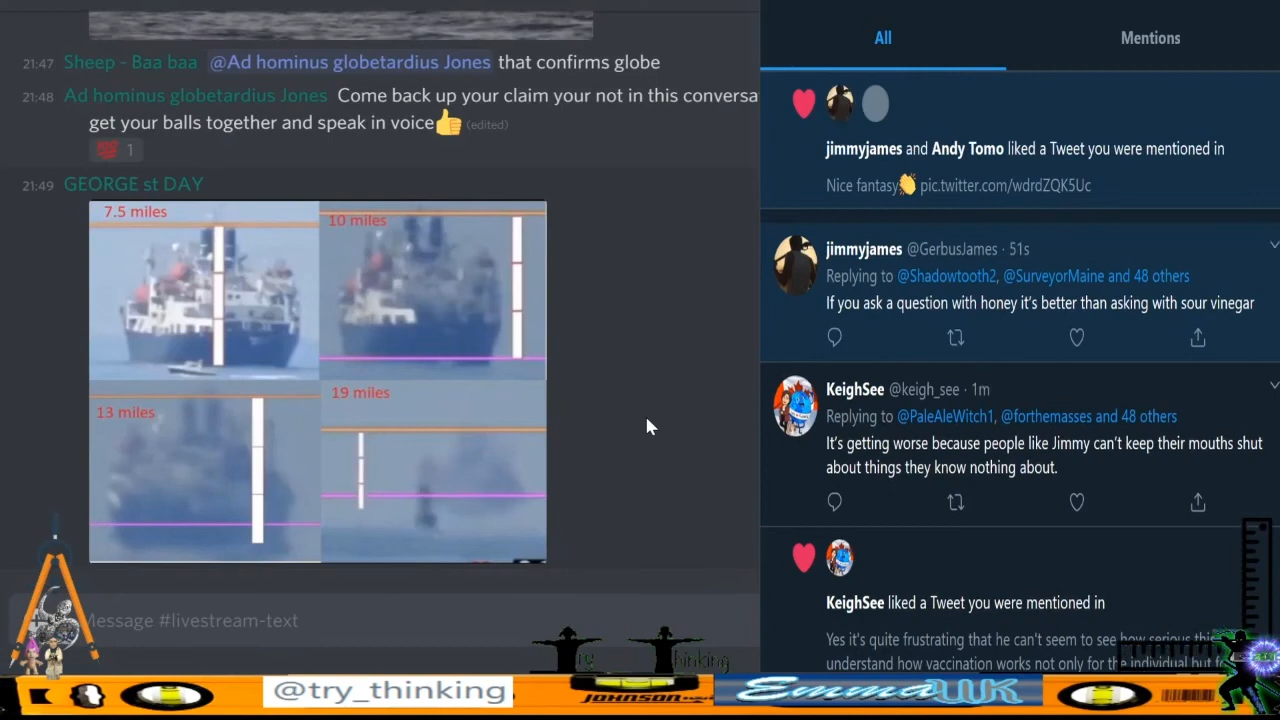 21:47 Sheep - Baa baa @Ad hominus globetardius Jones that confirms globe
21:48 Ad hominus globetardius Jones Come back up your claim your not in this conversa
get your balls together and speak in voice👍 (edited)
💯 1
21:49 GEORGE st DAY
7.5 miles
10 miles
13 miles
19 miles
Message #livestream-text
All
Mentions
jimmyjames and Andy Tomo liked a Tweet you were mentioned in
Nice fantasy👏 pic.twitter.com/wdrdZQK5Uc
jimmyjames @GerbusJames · 51s
Replying to @Shadowtooth2, @SurveyorMaine and 48 others
If you ask a question with honey it's better than asking with sour vinegar
KeighSee @keigh_see · 1m
Replying to @PaleAleWitch1, @forthemasses and 48 others
It's getting worse because people like Jimmy can't keep their mouths shut
about things they know nothing about.
KeighSee liked a Tweet you were mentioned in
Yes it's quite frustrating that he can't seem to see how serious
understand how vaccination works not only for the individual but
Try Thinking
@try_thinking
JOHNSON
EmmaUK